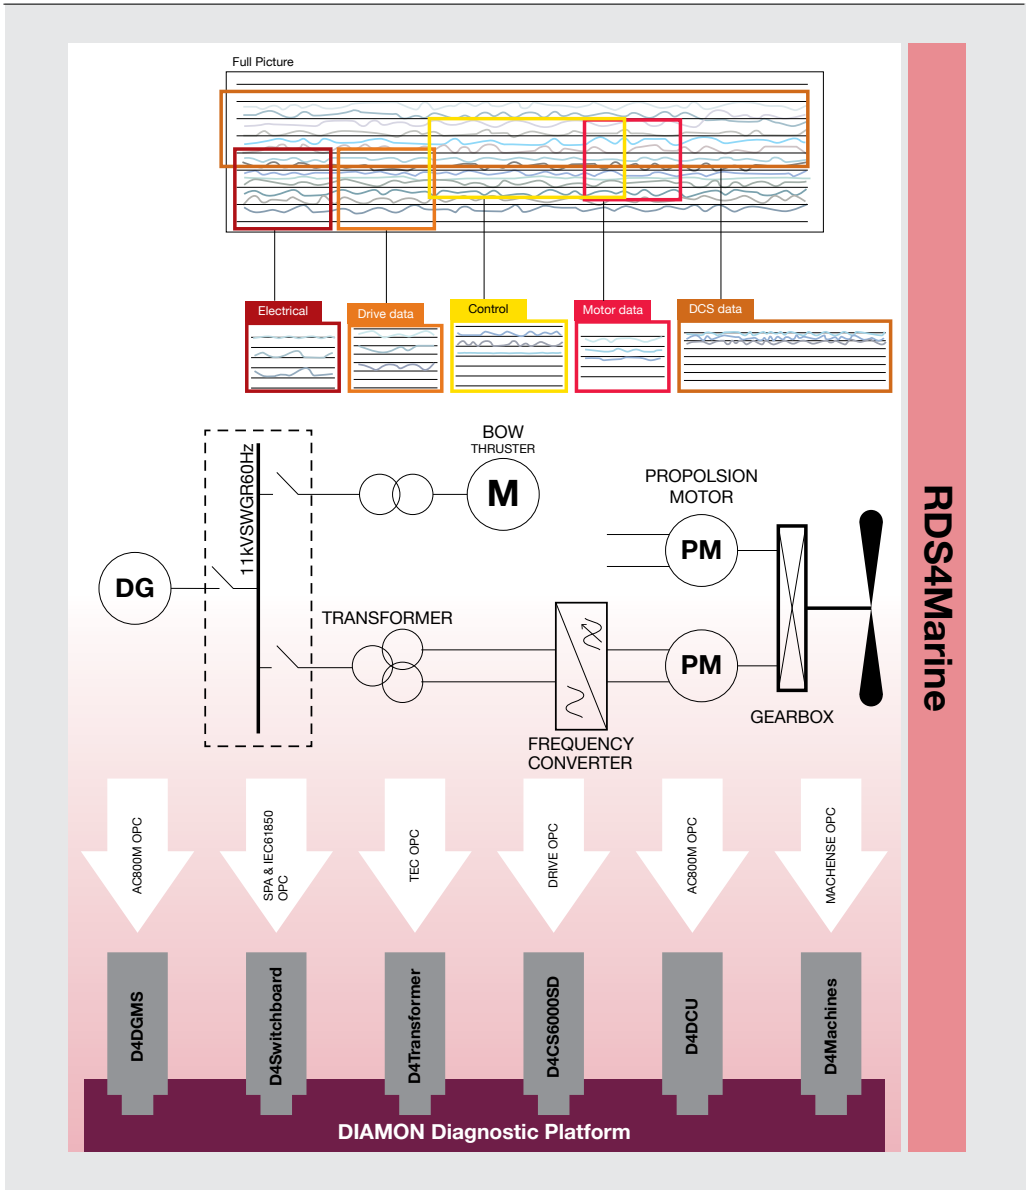 Full Picture
Electrical
Drive data
Control
Motor data
DCS data
BOW
THRUSTER
M
11kVSWGR60Hz
PROPOLSION
MOTOR
PM
DG
TRANSFORMER
PM
GEARBOX
FREQUENCY
CONVERTER
RDS4Marine
AC800M OPC
SPA & IEC61850
OPC
TEC OPC
DRIVE OPC
AC800M OPC
MACHENSE OPC
D4DGMS
D4Switchboard
D4Transformer
D4CS6000SD
D4DCU
D4Machines
DIAMON Diagnostic Platform